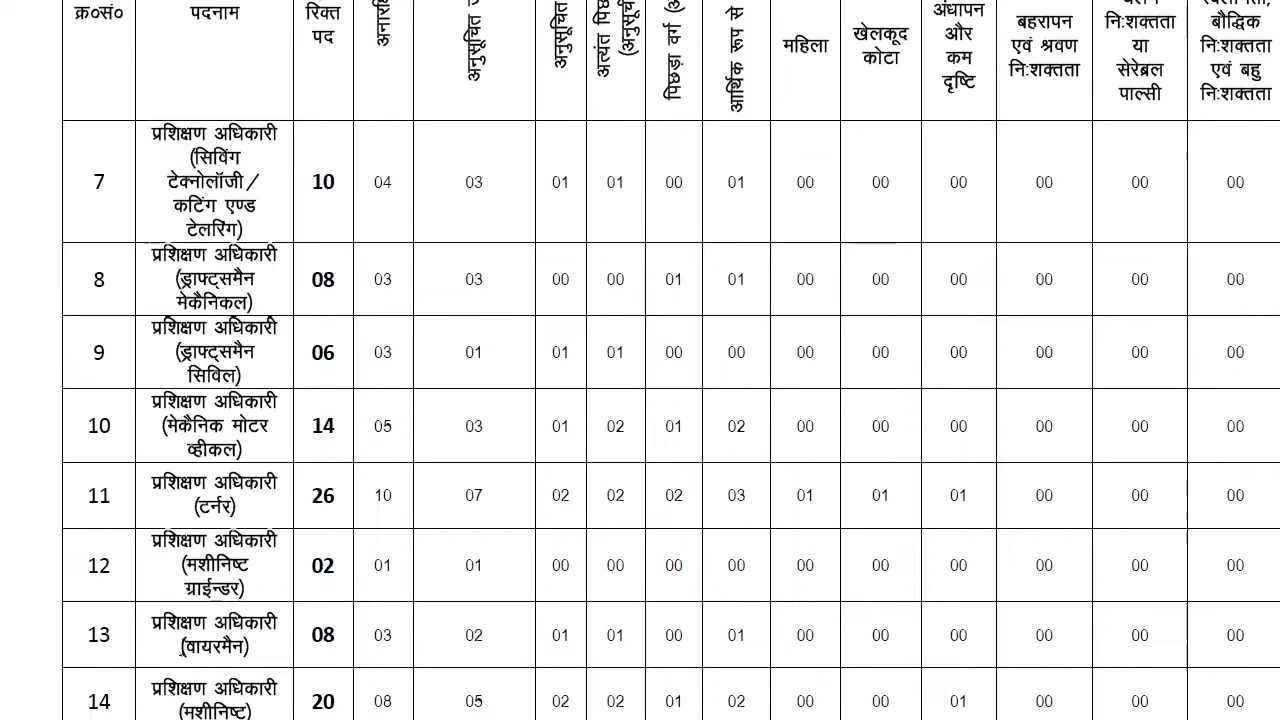 क्र०सं० पदनाम रिक्त पद महिला खेलकूद कोटा अंधापन और कम दृष्टि बहरापन एवं श्रवण नि:शक्तता नि:शक्तता या सेरेब्रल पाल्सी बौद्धिक नि:शक्तता एवं बहु नि:शक्तता
अनुसूचित
अनुसूचित
अत्यंत
पिछड़ा वर्ग
आर्थिक रूप से
7 प्रशिक्षण अधिकारी (सिविंग टेक्नोलॉजी/ कटिंग एण्ड टेलरिंग) 10 04 03 01 01 00 01 00 00 00 00 00 00
8 प्रशिक्षण अधिकारी (ड्राफ्ट्समैन मेकैनिकल) 08 03 03 00 00 01 01 00 00 00 00 00 00
9 प्रशिक्षण अधिकारी (ड्राफ्ट्समैन सिविल) 06 03 01 01 01 00 00 00 00 00 00 00 00
10 प्रशिक्षण अधिकारी (मेकैनिक मोटर व्हीकल) 14 05 03 01 02 01 02 00 00 00 00 00 00
11 प्रशिक्षण अधिकारी (टर्नर) 26 10 07 02 02 02 03 01 01 01 00 00 00
12 प्रशिक्षण अधिकारी (मशीनिष्ट ग्राईन्डर) 02 01 01 00 00 00 00 00 00 00 00 00 00
13 प्रशिक्षण अधिकारी (वायरमैन) 08 03 02 01 01 00 01 00 00 00 00 00 00
14 प्रशिक्षण अधिकारी (मशीनिष्ट) 20 08 05 02 02 01 02 00 00 01 00 00 00